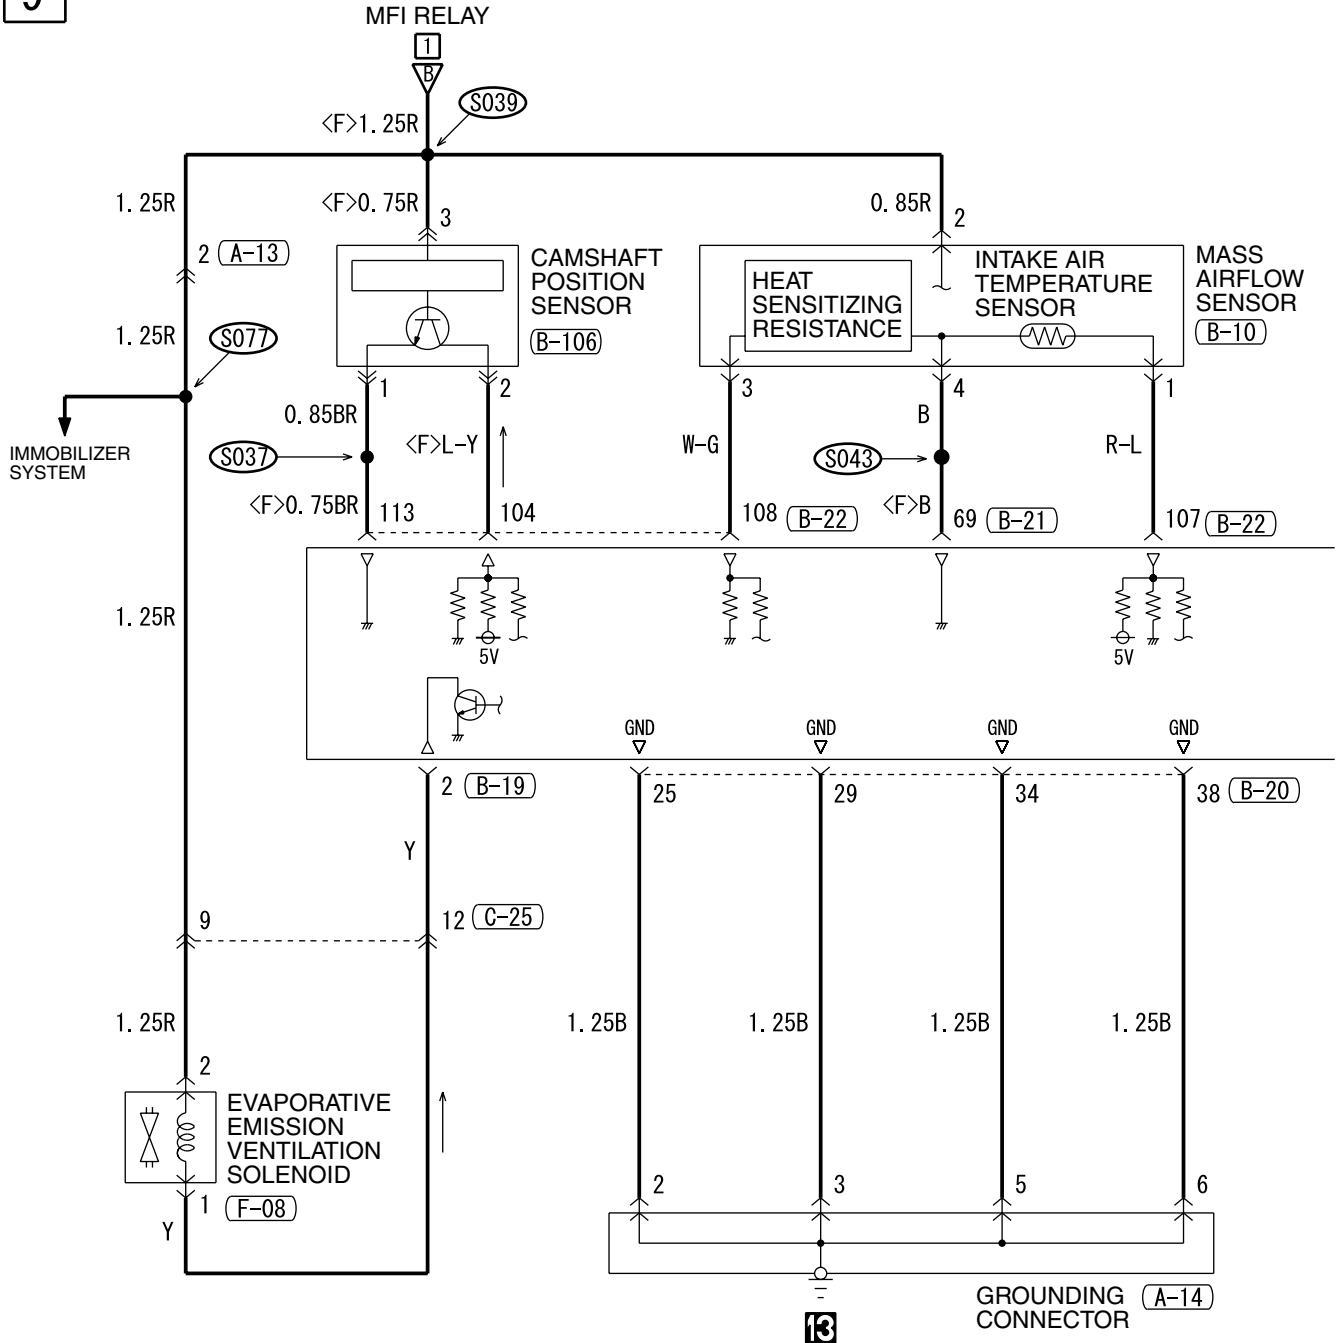 MFI RELAY
1
B
S039
<F>1.25R
1.25R
<F>0.75R
3
0.85R
2
2 A-13
CAMSHAFT
POSITION
SENSOR
B-106
HEAT
SENSITIZING
RESISTANCE
INTAKE AIR
TEMPERATURE
SENSOR
MASS
AIRFLOW
SENSOR
B-10
1.25R
S077
1
2
3
4
1
IMMOBILIZER
SYSTEM
0.85BR
<F>L-Y
W-G
B
R-L
S037
S043
<F>0.75BR
<F>B
113
104
108 B-22
69 B-21
107 B-22
1.25R
5V
5V
GND
GND
GND
GND
2 B-19
25
29
34
38 B-20
Y
9
12 C-25
1.25R
1.25B
1.25B
1.25B
1.25B
2
EVAPORATIVE
EMISSION
VENTILATION
SOLENOID
1 F-08
Y
2
3
5
6
GROUNDING
CONNECTOR
A-14
13